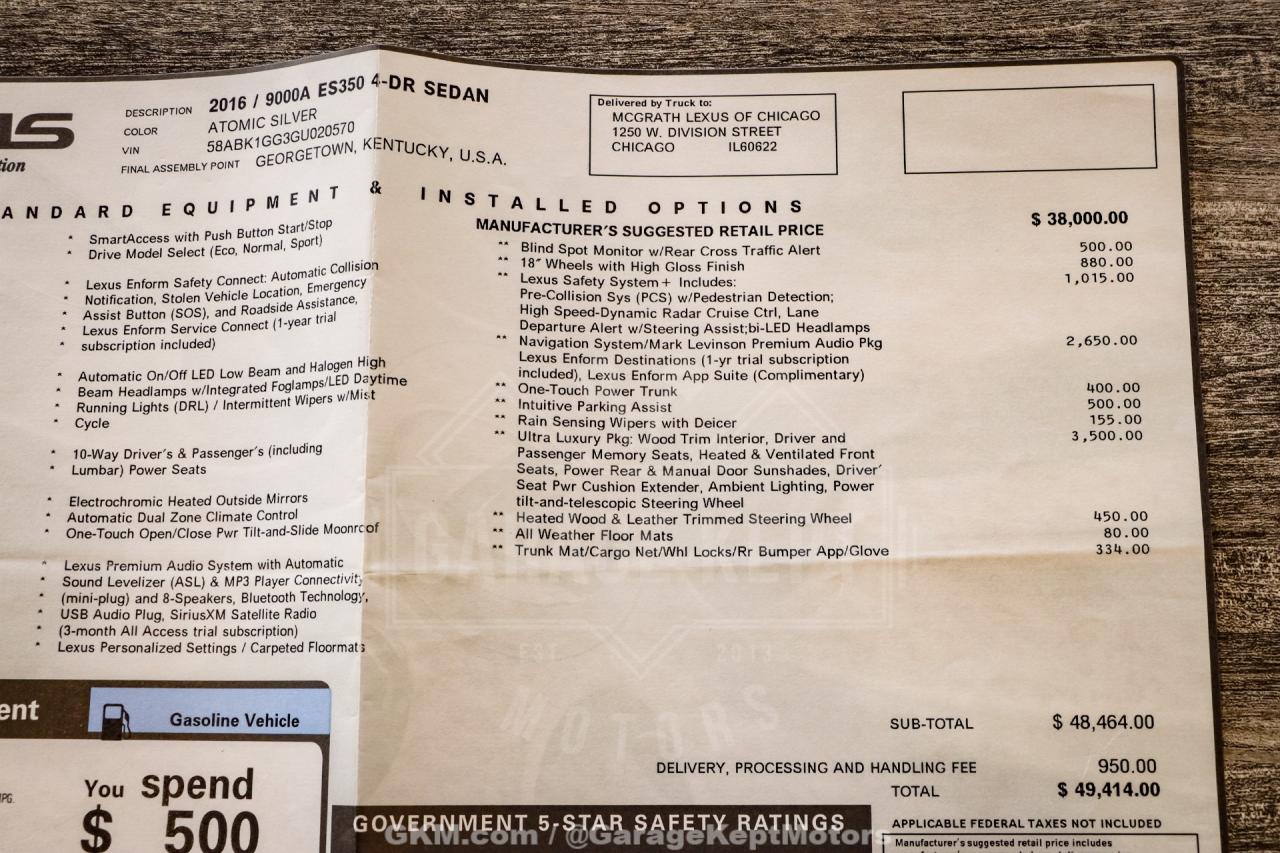 DESCRIPTION 2016 / 9000A ES350 4-DR SEDAN
COLOR ATOMIC SILVER
VIN 58ABK1GG3GU020570
FINAL ASSEMBLY POINT GEORGETOWN, KENTUCKY, U.S.A.
Delivered by Truck to:
MCGRATH LEXUS OF CHICAGO
1250 W. DIVISION STREET
CHICAGO IL60622
ANDARD EQUIPMENT & INSTALLED OPTIONS
* SmartAccess with Push Button Start/Stop
* Drive Model Select (Eco, Normal, Sport)
* Lexus Enform Safety Connect: Automatic Collision
* Notification, Stolen Vehicle Location, Emergency
* Assist Button (SOS), and Roadside Assistance,
* Lexus Enform Service Connect (1-year trial
* subscription included)
* Automatic On/Off LED Low Beam and Halogen High
* Beam Headlamps w/Integrated Foglamps/LED Daytime
* Running Lights (DRL) / Intermittent Wipers w/Mist
* Cycle
* 10-Way Driver's & Passenger's (including
* Lumbar) Power Seats
* Electrochromic Heated Outside Mirrors
* Automatic Dual Zone Climate Control
* One-Touch Open/Close Pwr Tilt-and-Slide Moonroof
* Lexus Premium Audio System with Automatic
* Sound Levelizer (ASL) & MP3 Player Connectivity
* (mini-plug) and 8-Speakers, Bluetooth Technology,
* USB Audio Plug, SiriusXM Satellite Radio
* (3-month All Access trial subscription)
* Lexus Personalized Settings / Carpeted Floormats
MANUFACTURER'S SUGGESTED RETAIL PRICE $ 38,000.00
** Blind Spot Monitor w/Rear Cross Traffic Alert 500.00
** 18" Wheels with High Gloss Finish 880.00
** Lexus Safety System+ Includes: 1,015.00
Pre-Collision Sys (PCS) w/Pedestrian Detection;
High Speed-Dynamic Radar Cruise Ctrl, Lane
Departure Alert w/Steering Assist;bi-LED Headlamps
** Navigation System/Mark Levinson Premium Audio Pkg 2,650.00
Lexus Enform Destinations (1-yr trial subscription
included), Lexus Enform App Suite (Complimentary)
** One-Touch Power Trunk 400.00
** Intuitive Parking Assist 500.00
** Rain Sensing Wipers with Deicer 155.00
** Ultra Luxury Pkg: Wood Trim Interior, Driver and 3,500.00
Passenger Memory Seats, Heated & Ventilated Front
Seats, Power Rear & Manual Door Sunshades, Driver'
Seat Pwr Cushion Extender, Ambient Lighting, Power
tilt-and-telescopic Steering Wheel
** Heated Wood & Leather Trimmed Steering Wheel 450.00
** All Weather Floor Mats 80.00
** Trunk Mat/Cargo Net/Whl Locks/Rr Bumper App/Glove 334.00
SUB-TOTAL $ 48,464.00
DELIVERY, PROCESSING AND HANDLING FEE 950.00
TOTAL $ 49,414.00
APPLICABLE FEDERAL TAXES NOT INCLUDED
Manufacturer's suggested retail price includes
ent
Gasoline Vehicle
MPG.
You spend
$ 500
GOVERNMENT 5-STAR SAFETY RATINGS
GKM.com / @GarageKeptMotors
GARAGE KEPT
EST. 2013
MOTORS